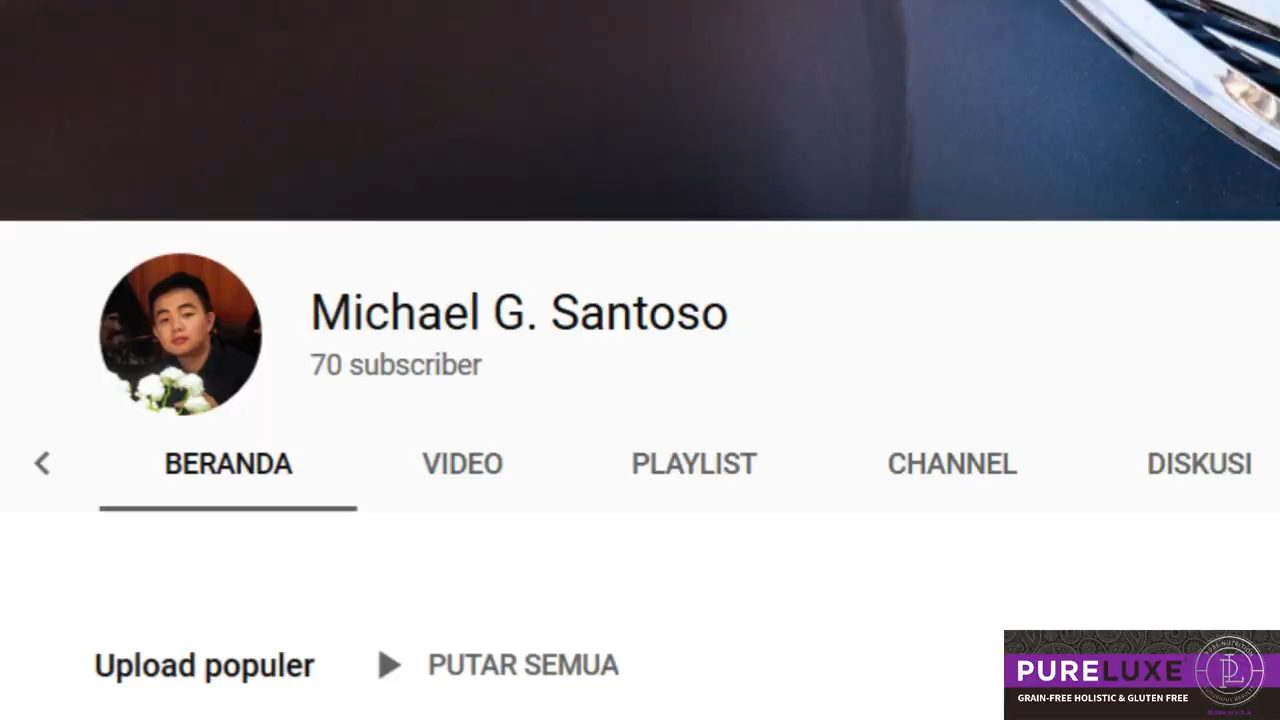 Michael G. Santoso
70 subscriber
BERANDA VIDEO PLAYLIST CHANNEL DISKUSI
Upload populer PUTAR SEMUA
PURELUXE
GRAIN-FREE HOLISTIC & GLUTEN FREE
PL